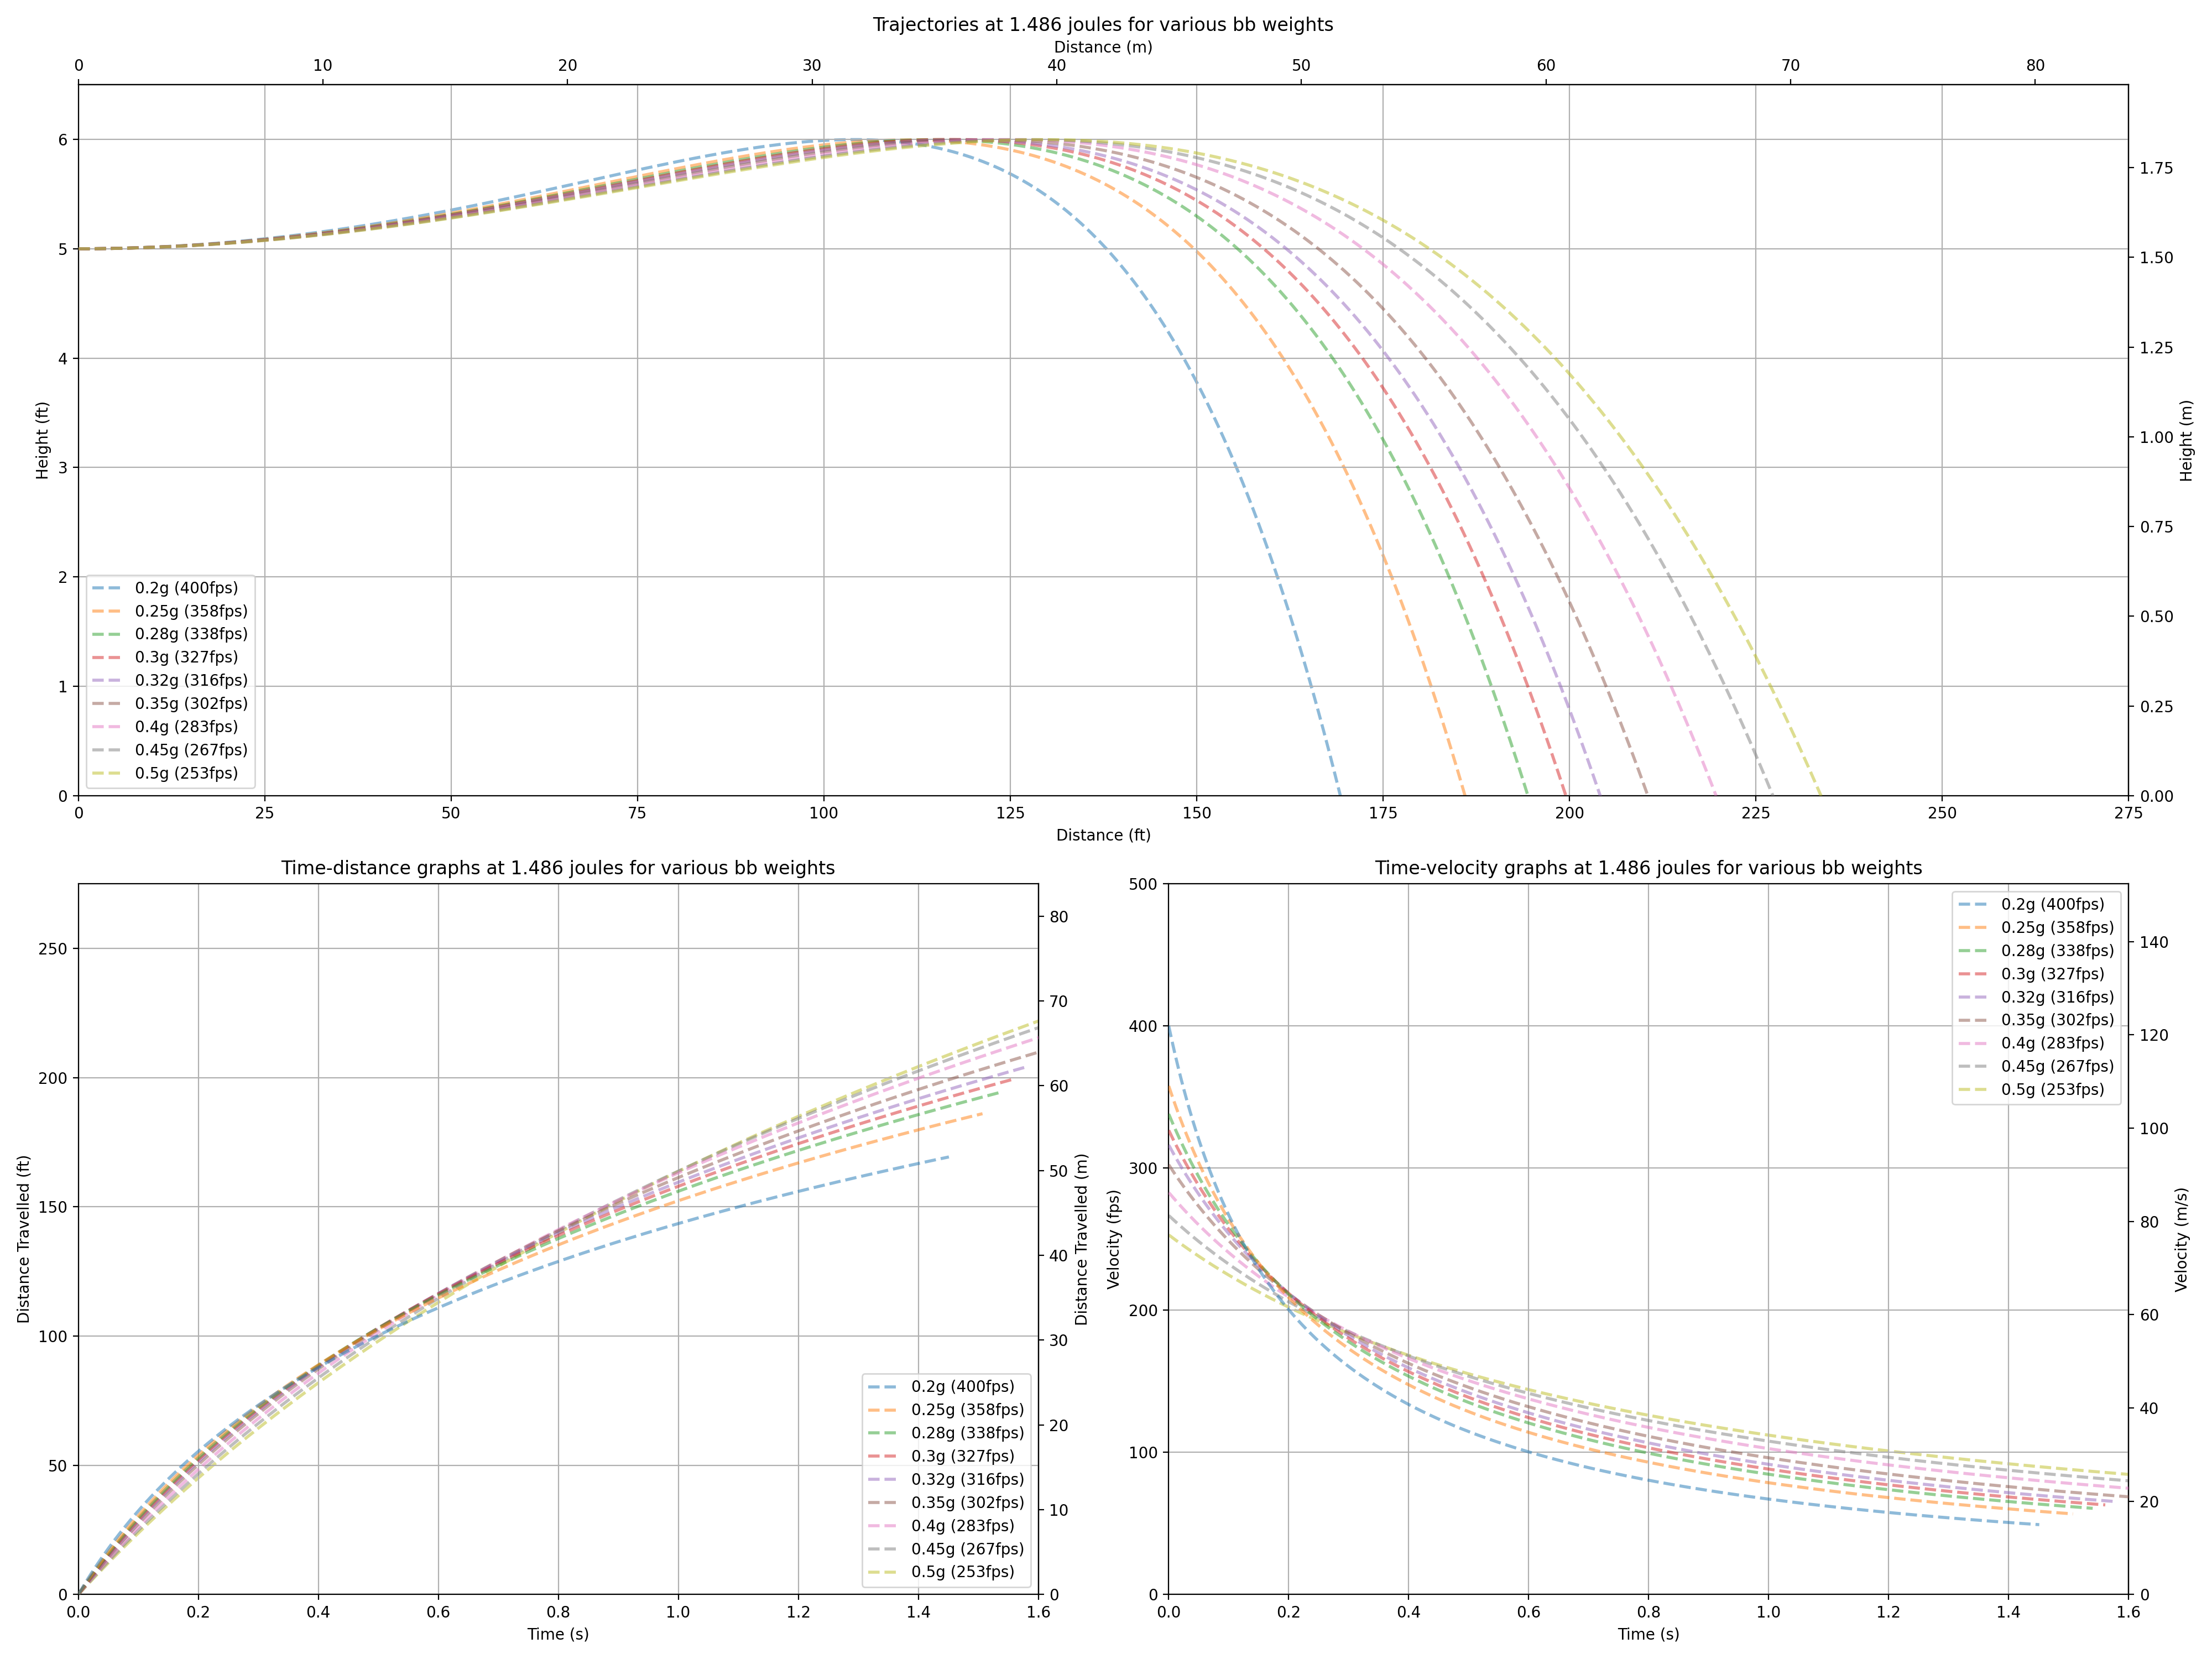 Trajectories at 1.486 joules for various bb weights
Distance (m)
0 10 20 30 40 50 60 70 80
6
5
4
3
2
1
0
Height (ft)
1.75
1.50
1.25
1.00
0.75
0.50
0.25
0.00
Height (m)
0.2g (400fps)
0.25g (358fps)
0.28g (338fps)
0.3g (327fps)
0.32g (316fps)
0.35g (302fps)
0.4g (283fps)
0.45g (267fps)
0.5g (253fps)
0 25 50 75 100 125 150 175 200 225 250 275
Distance (ft)
Time-distance graphs at 1.486 joules for various bb weights
250
200
150
100
50
0
Distance Travelled (ft)
80
70
60
50
40
30
20
10
0
Distance Travelled (m)
0.2g (400fps)
0.25g (358fps)
0.28g (338fps)
0.3g (327fps)
0.32g (316fps)
0.35g (302fps)
0.4g (283fps)
0.45g (267fps)
0.5g (253fps)
0.0 0.2 0.4 0.6 0.8 1.0 1.2 1.4 1.6
Time (s)
Time-velocity graphs at 1.486 joules for various bb weights
500
400
300
200
100
0
Velocity (fps)
0.2g (400fps)
0.25g (358fps)
0.28g (338fps)
0.3g (327fps)
0.32g (316fps)
0.35g (302fps)
0.4g (283fps)
0.45g (267fps)
0.5g (253fps)
140
120
100
80
60
40
20
0
Velocity (m/s)
0.0 0.2 0.4 0.6 0.8 1.0 1.2 1.4 1.6
Time (s)